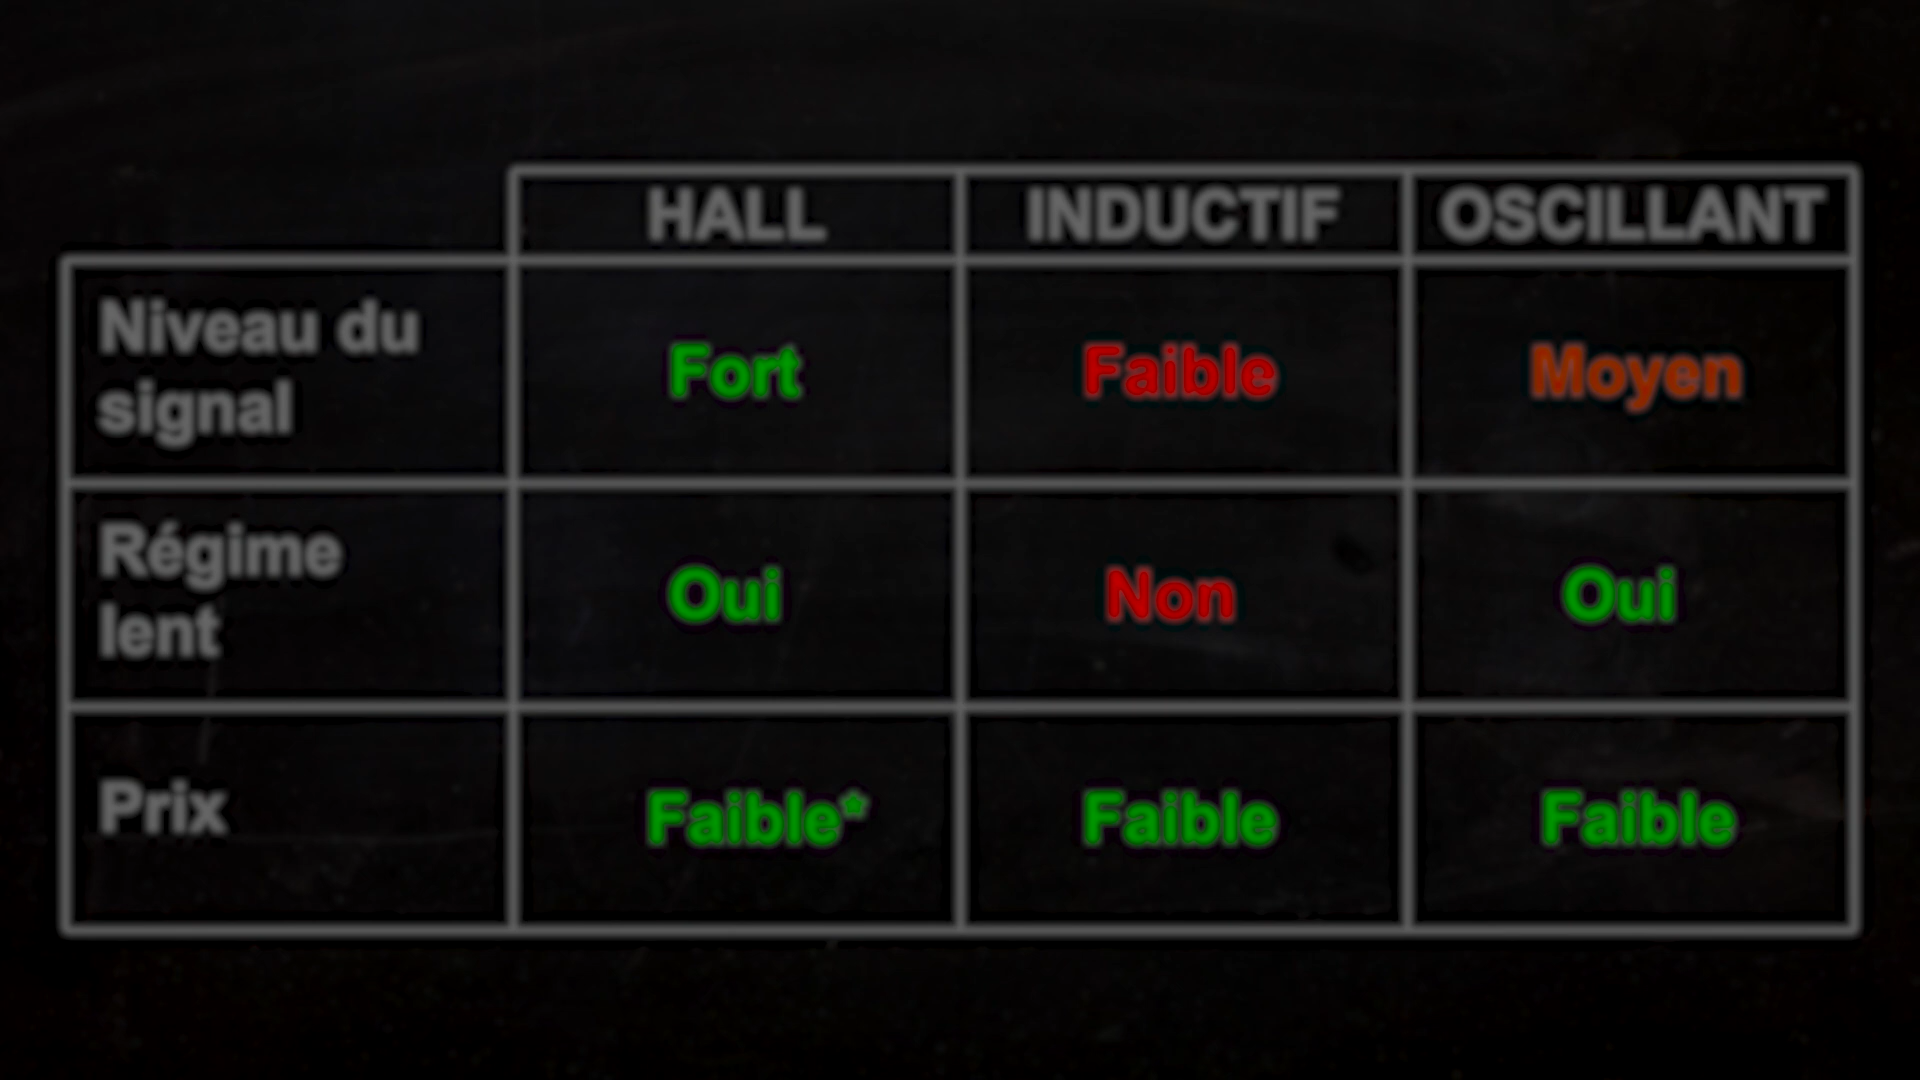 HALL INDUCTIF OSCILLANT
Niveau du
signal
Fort Faible Moyen
Régime
lent
Oui Non Oui
Prix
Faible* Faible Faible